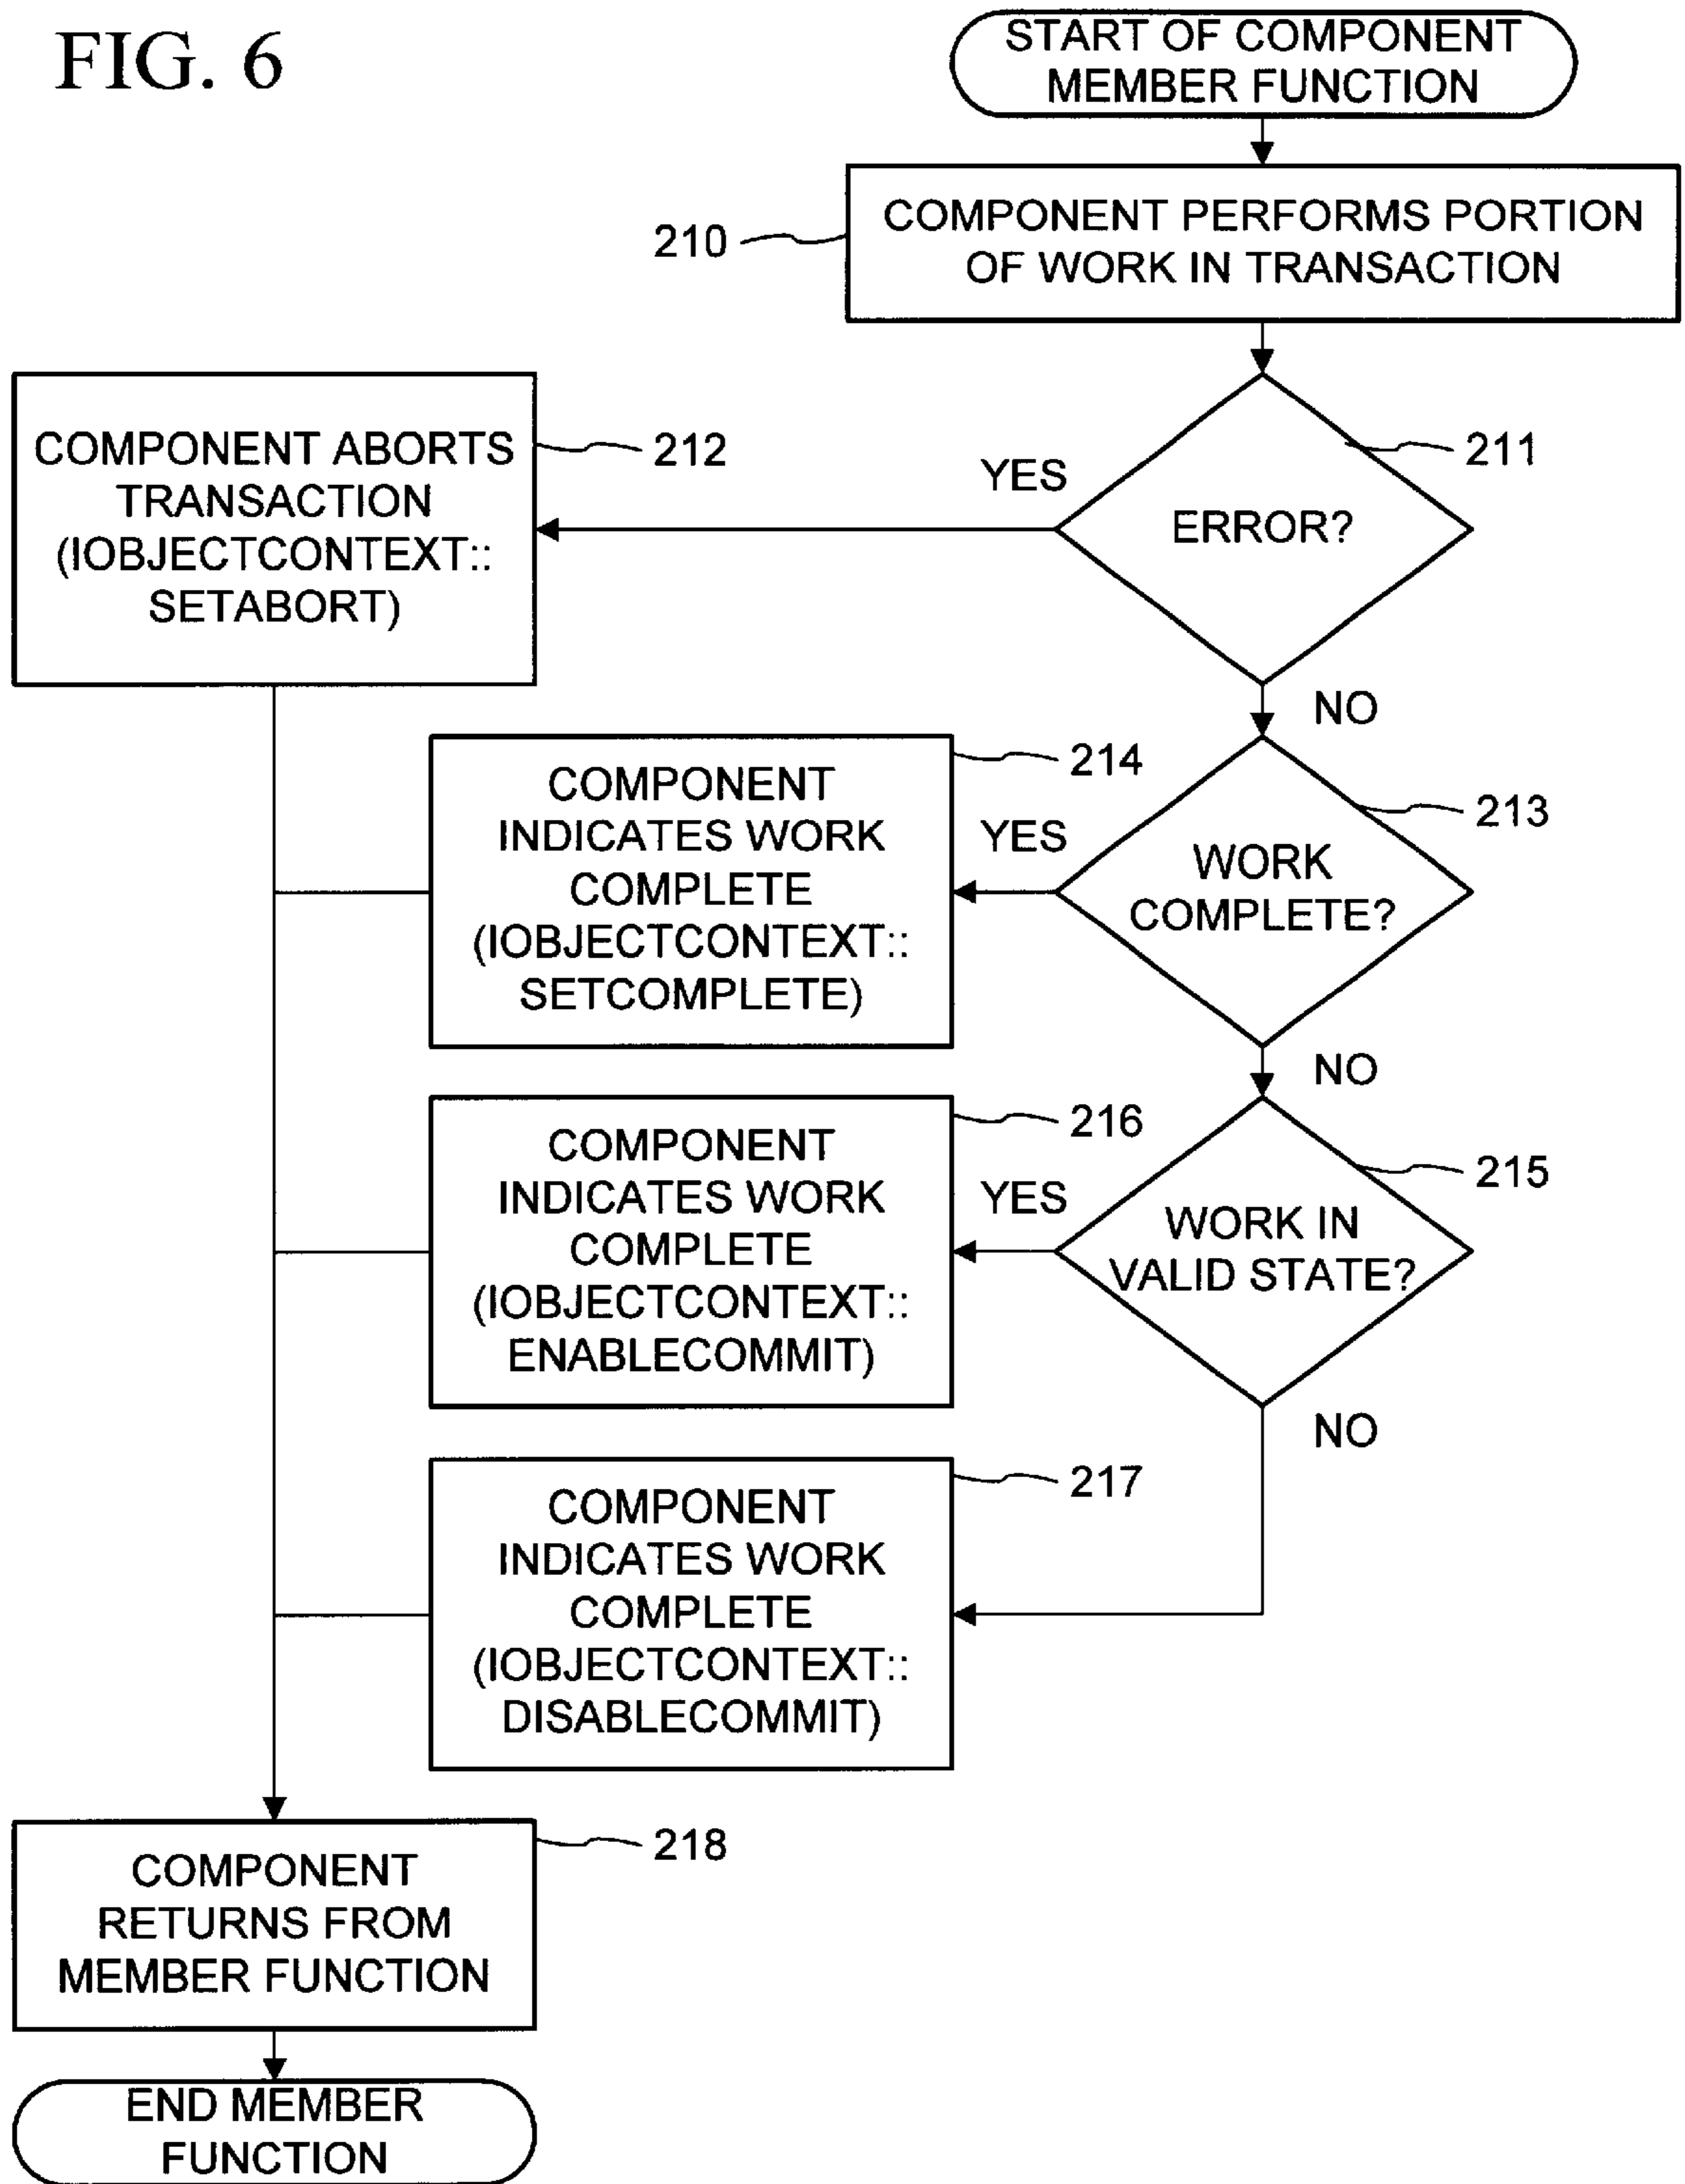 FIG. 6
START OF COMPONENT
MEMBER FUNCTION
210
COMPONENT PERFORMS PORTION
OF WORK IN TRANSACTION
COMPONENT ABORTS
TRANSACTION
(IOBJECTCONTEXT::
SETABORT)
212
YES
ERROR?
211
NO
COMPONENT
INDICATES WORK
COMPLETE
(IOBJECTCONTEXT::
SETCOMPLETE)
214
YES
WORK
COMPLETE?
213
NO
COMPONENT
INDICATES WORK
COMPLETE
(IOBJECTCONTEXT::
ENABLECOMMIT)
216
YES
WORK IN
VALID STATE?
215
NO
COMPONENT
INDICATES WORK
COMPLETE
(IOBJECTCONTEXT::
DISABLECOMMIT)
217
COMPONENT
RETURNS FROM
MEMBER FUNCTION
218
END MEMBER
FUNCTION